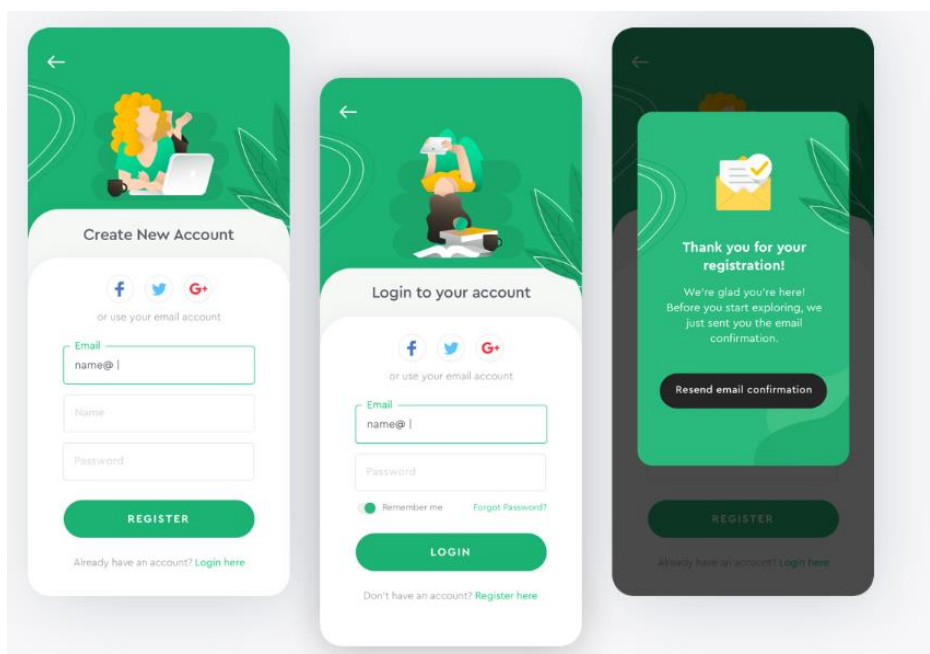 Create New Account
f G+
or use your email account
Email
name@ |
Name
Password
REGISTER
Already have an account? Login here
Login to your account
f G+
or use your email account
Email
name@ |
Password
Remember me Forgot Password?
LOGIN
Don't have an account? Register here
Thank you for your
registration!
We're glad you're here!
Before you start exploring, we
just sent you the email
confirmation.
Resend email confirmation
REGISTER
Already have an account? Login here